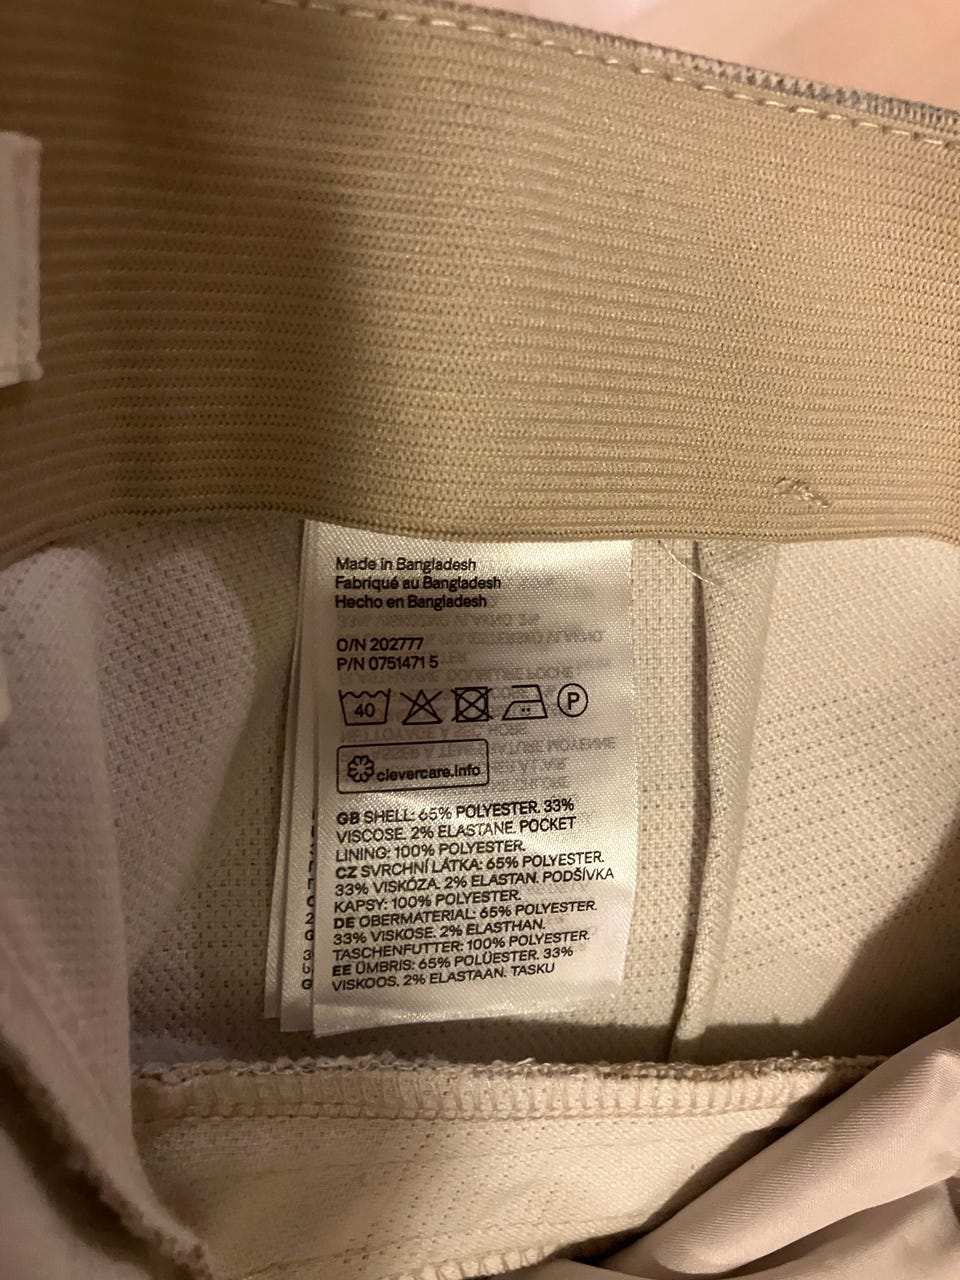 Made in Bangladesh
Fabriqué au Bangladesh
Hecho en Bangladesh
O/N 202777
P/N 0751471 5
40
P
clevercare.info
GB SHELL: 65% POLYESTER. 33%
VISCOSE. 2% ELASTANE. POCKET
LINING: 100% POLYESTER.
CZ SVRCHNÍ LÁTKA: 65% POLYESTER.
33% VISKÓZA. 2% ELASTAN. PODŠÍVKA
KAPSY: 100% POLYESTER.
DE OBERMATERIAL: 65% POLYESTER.
33% VISKOSE. 2% ELASTHAN.
TASCHENFUTTER: 100% POLYESTER.
EE ÜMBRIS: 65% POLÜESTER. 33%
VISKOOS. 2% ELASTAAN. TASKU